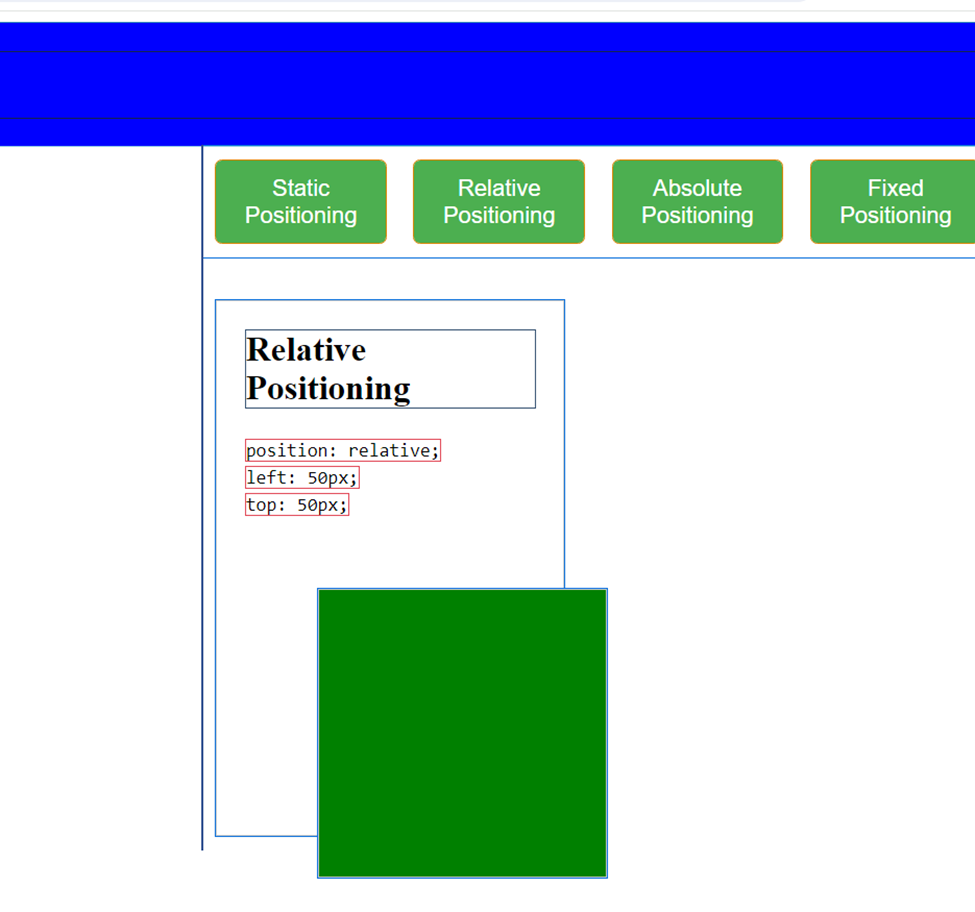 Static
Positioning
Relative
Positioning
Absolute
Positioning
Fixed
Positioning
Relative
Positioning
position: relative;
left: 50px;
top: 50px;